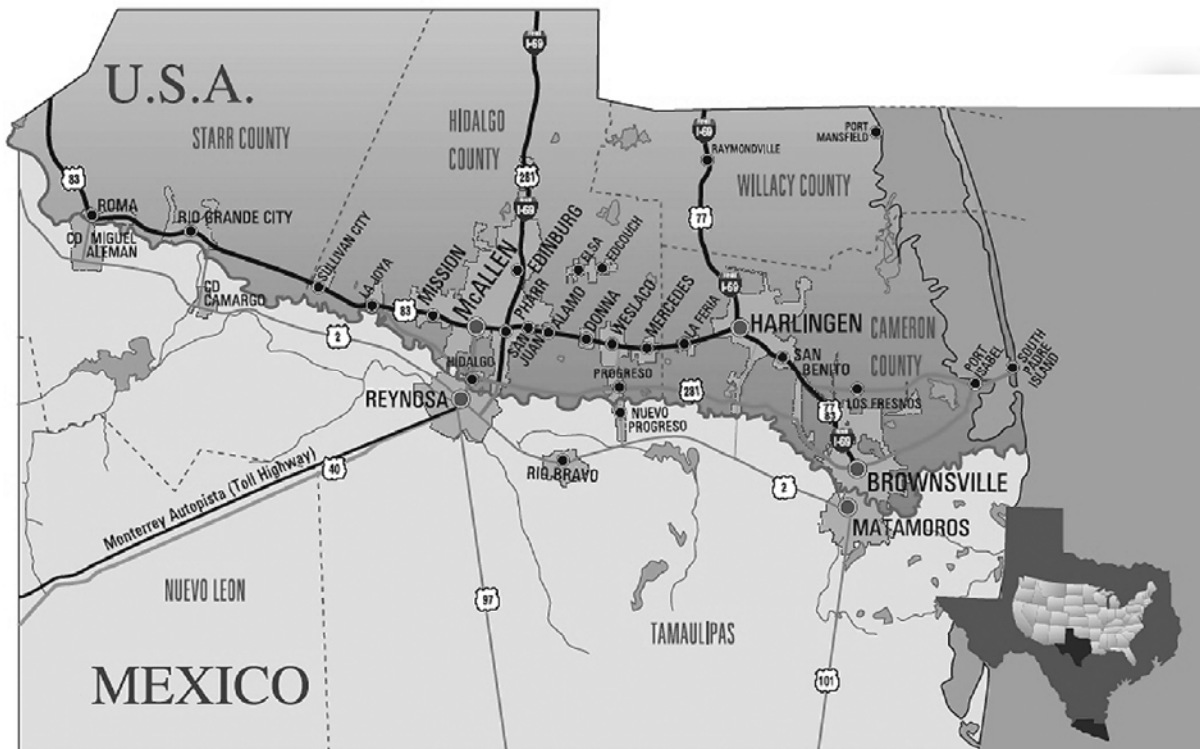 I-69
U.S.A.
STARR COUNTY
HIDALGO
COUNTY
I-69
PORT
MANSFIELD
RAYMONDVILLE
WILLACY COUNTY
83
281
I-69
77
ROMA
RIO GRANDE CITY
CD MIGUEL
ALEMAN
SULLIVAN CITY
LA JOYA
MISSION
McALLEN
EDINBURG
PHARR
SAN
JUAN
ALAMO
ELSA
EDCOUCH
DONNA
WESLACO
MERCEDES
LA FERIA
I-69
HARLINGEN
CAMERON
COUNTY
CD
CAMARGO
83
2
HIDALGO
SAN
BENITO
PORT
ISABEL
SOUTH
PADRE
ISLAND
REYNOSA
PROGRESO
281
LOS FRESNOS
NUEVO
PROGRESO
77
83
I-69
40
RIO BRAVO
2
BROWNSVILLE
MATAMOROS
Monterrey Autopista (Toll Highway)
NUEVO LEON
97
TAMAULIPAS
MEXICO
101